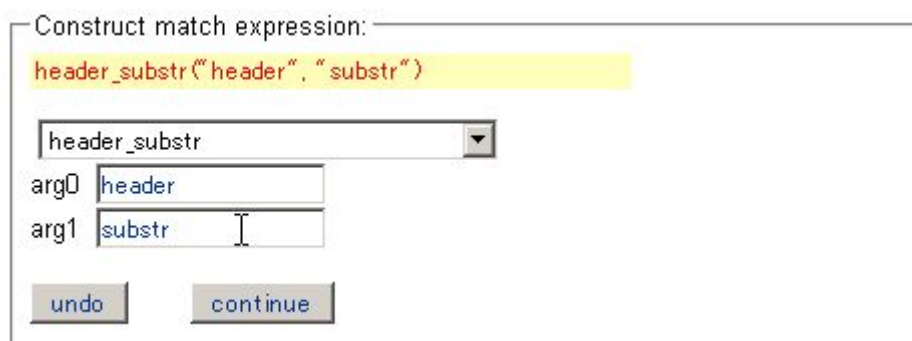 Construct match expression:
header_substr("header", "substr")
header_substr
arg0 header
arg1 substr
undo continue